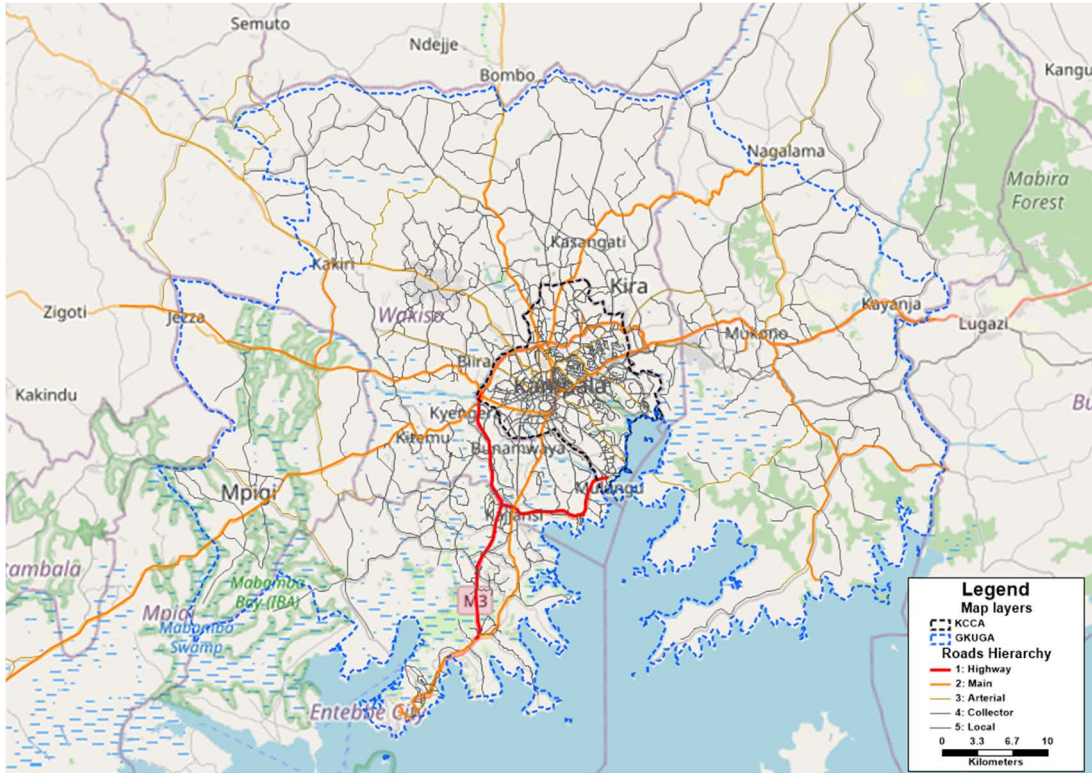 Semuto
Ndejje
Bombo
Kangu
Nagalama
Mabira
Forest
Kasangati
Kakiri
Kira
Wakiso
Zigoti
Jezza
Kayanja
Lugazi
Mukono
Kakindu
Kampala
Kyengera
Kitemu
Bunamwaya
Mpigi
Mulungu
Kajjansi
Mabamba
Bay (IBA)
M3
Mpigi
Mabamba
Swamp
Entebbe City
Legend
Map layers
KCCA
GKUGA
Roads Hierarchy
1: Highway
2: Main
3: Arterial
4: Collector
5: Local
0 3.3 6.7 10
Kilometers